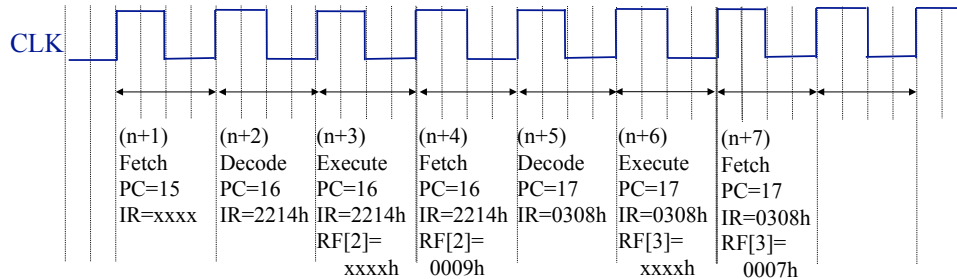 CLK
(n+1)
Fetch
PC=15
IR=xxxx
(n+2)
Decode
PC=16
IR=2214h
(n+3)
Execute
PC=16
IR=2214h
RF[2]=
xxxxh
(n+4)
Fetch
PC=16
IR=2214h
RF[2]=
0009h
(n+5)
Decode
PC=17
IR=0308h
(n+6)
Execute
PC=17
IR=0308h
RF[3]=
xxxxh
(n+7)
Fetch
PC=17
IR=0308h
RF[3]=
0007h